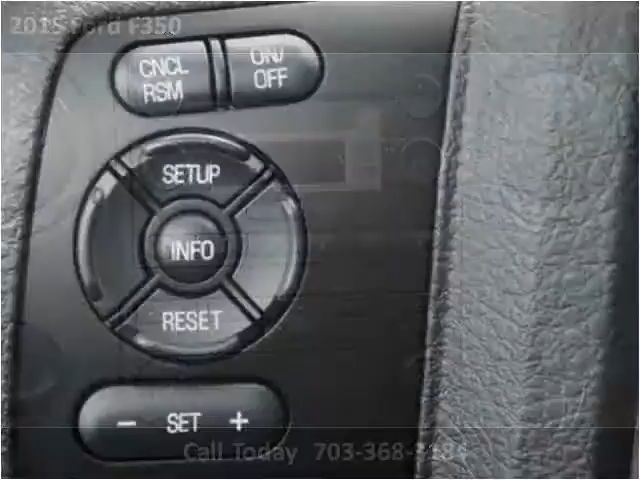 2015 Ford F350
CNCL ON/
RSM OFF
SETUP
INFO
RESET
- SET +
Call Today 703-368-